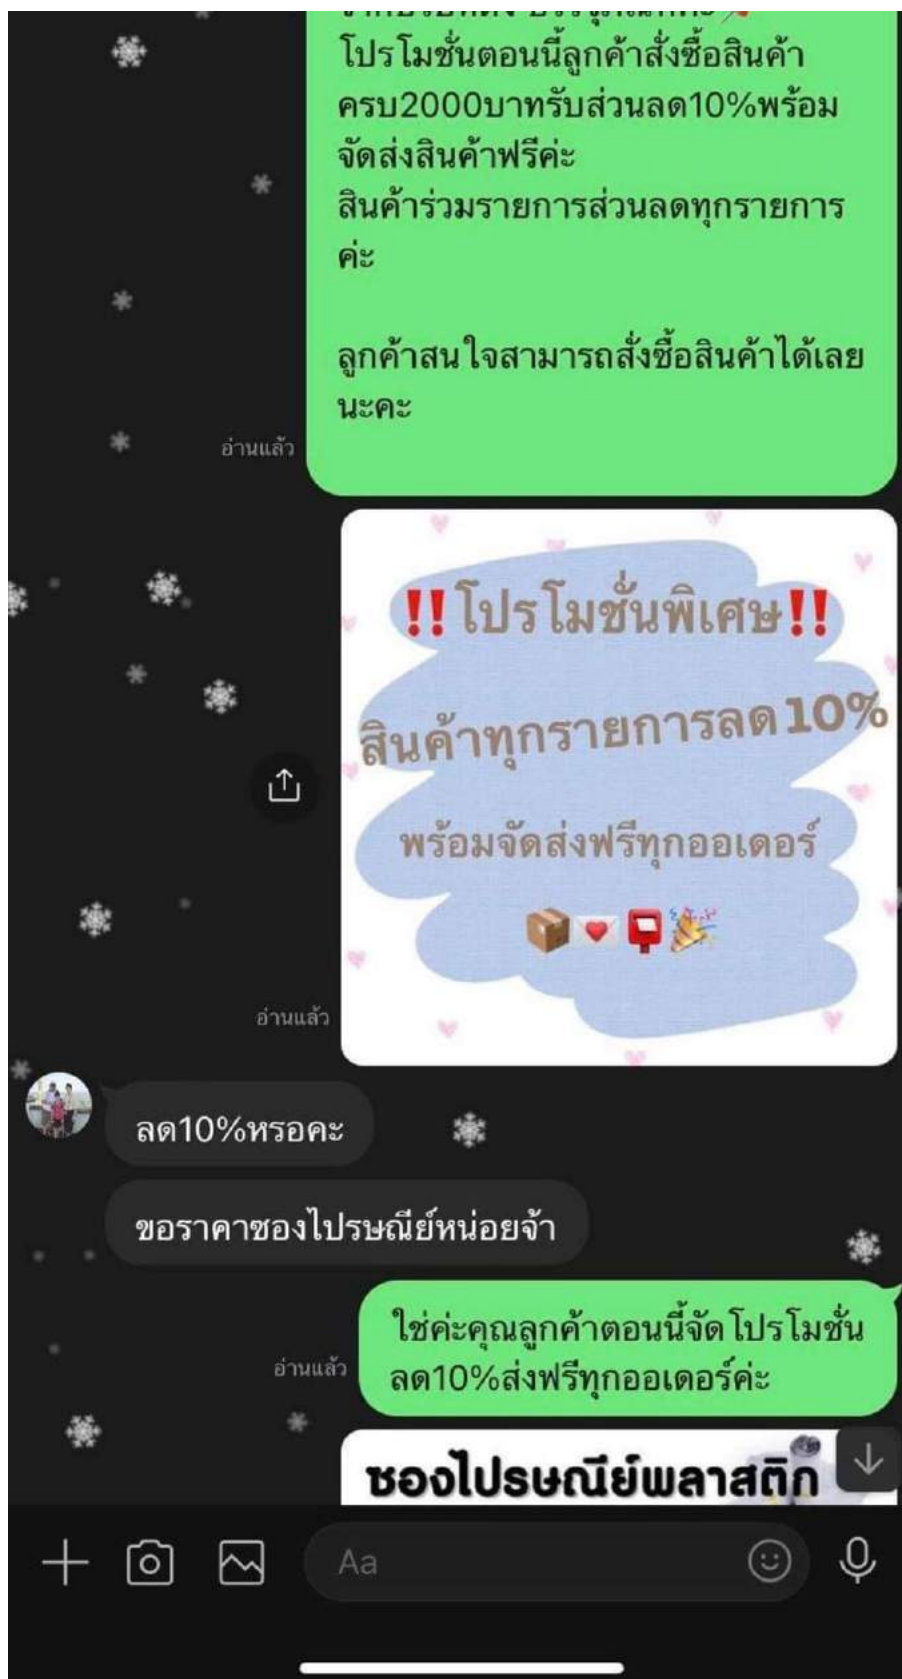 โปรโมชั่นตอนนี้ลูกค้าสั่งซื้อสินค้า
ครบ2000บาทรับส่วนลด10%พร้อม
จัดส่งสินค้าฟรีค่ะ
สินค้าร่วมรายการส่วนลดทุกรายการ
ค่ะ
ลูกค้าสนใจสามารถสั่งซื้อสินค้าได้เลย
นะคะ
อ่านแล้ว
‼️โปรโมชั่นพิเศษ‼️
สินค้าทุกรายการลด10%
พร้อมจัดส่งฟรีทุกออเดอร์
📦💌📮🎉
อ่านแล้ว
ลด10%หรอคะ
ขอราคาซองไปรษณีย์หน่อยจ้า
ใช่ค่ะคุณลูกค้าตอนนี้จัดโปรโมชั่น
ลด10%ส่งฟรีทุกออเดอร์ค่ะ
อ่านแล้ว
ซองไปรษณีย์พลาสติก
Aa